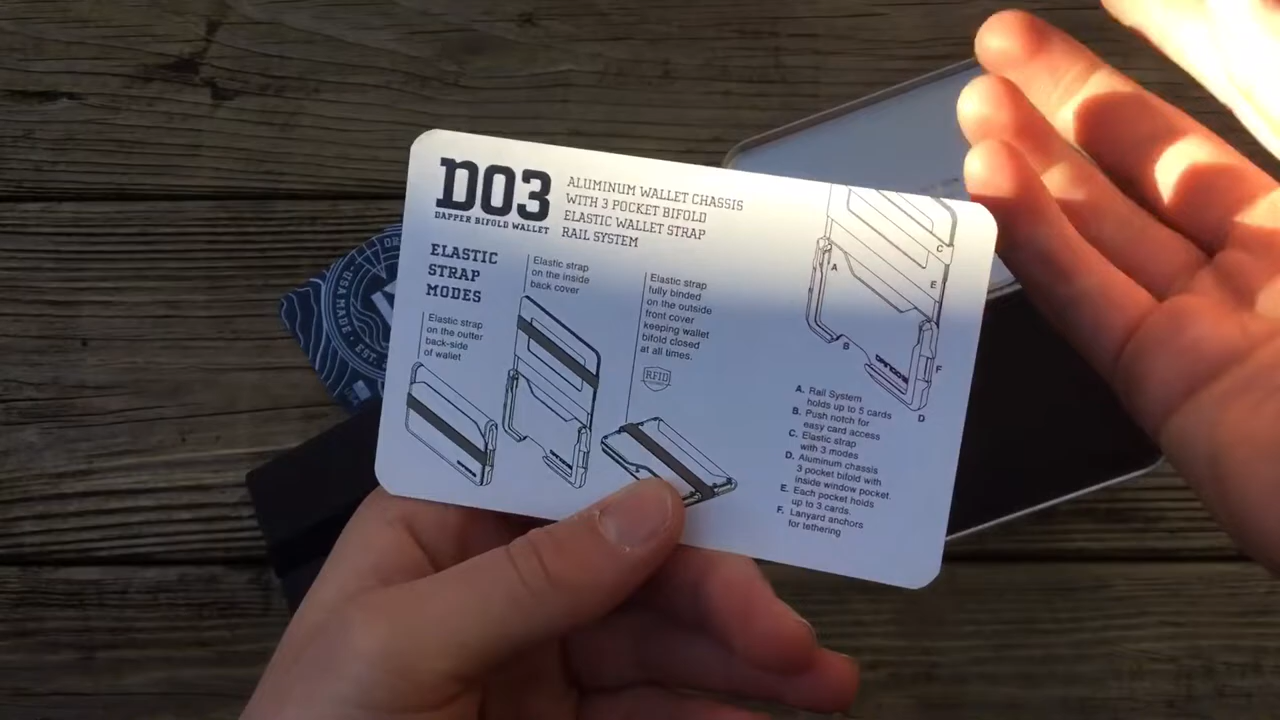 D03
DAPPER BIFOLD WALLET
ALUMINUM WALLET CHASSIS
WITH 3 POCKET BIFOLD
ELASTIC WALLET STRAP
RAIL SYSTEM
ELASTIC
STRAP
MODES
Elastic strap
on the outter
back-side
of wallet
Elastic strap
on the inside
back cover
Elastic strap
fully binded
on the outside
front cover
keeping wallet
bifold closed
at all times.
RFID
A
B
C
E
F
D
A. Rail System
holds up to 5 cards
B. Push notch for
easy card access
C. Elastic strap
with 3 modes
D. Aluminum chassis
3 pocket bifold with
inside window pocket.
E. Each pocket holds
up to 3 cards.
F. Lanyard anchors
for tethering
USA MADE
EST.